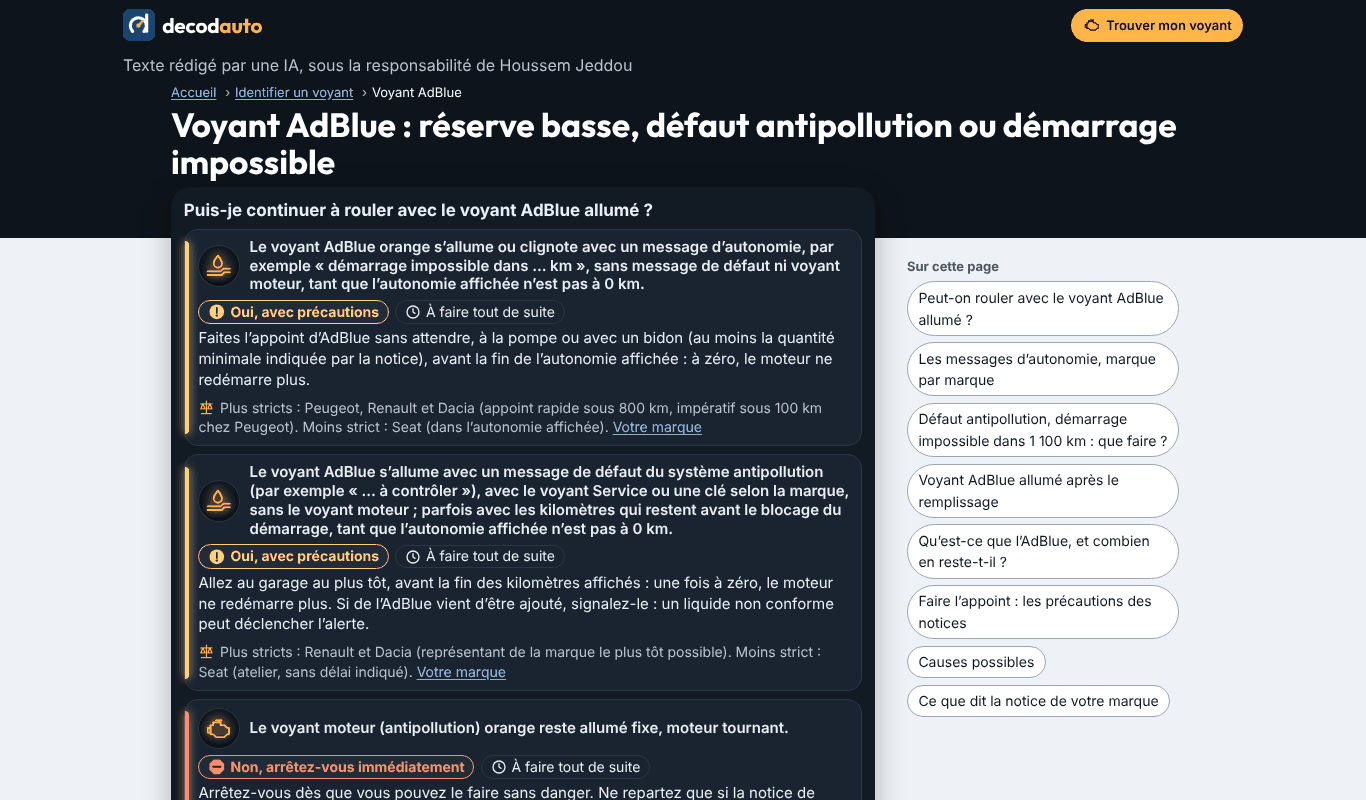 decodauto
Trouver mon voyant
Texte rédigé par une IA, sous la responsabilité de Houssem Jeddou
Accueil › Identifier un voyant › Voyant AdBlue
Voyant AdBlue : réserve basse, défaut antipollution ou démarrage
impossible
Puis-je continuer à rouler avec le voyant AdBlue allumé ?
Le voyant AdBlue orange s’allume ou clignote avec un message d’autonomie, par
exemple « démarrage impossible dans ... km », sans message de défaut ni voyant
moteur, tant que l’autonomie affichée n’est pas à 0 km.
Oui, avec précautions
À faire tout de suite
Faites l’appoint d’AdBlue sans attendre, à la pompe ou avec un bidon (au moins la quantité
minimale indiquée par la notice), avant la fin de l’autonomie affichée : à zéro, le moteur ne
redémarre plus.
Plus stricts : Peugeot, Renault et Dacia (appoint rapide sous 800 km, impératif sous 100 km
chez Peugeot). Moins strict : Seat (dans l’autonomie affichée). Votre marque
Le voyant AdBlue s’allume avec un message de défaut du système antipollution
(par exemple « ... à contrôler »), avec le voyant Service ou une clé selon la marque,
sans le voyant moteur ; parfois avec les kilomètres qui restent avant le blocage du
démarrage, tant que l’autonomie affichée n’est pas à 0 km.
Oui, avec précautions
À faire tout de suite
Allez au garage au plus tôt, avant la fin des kilomètres affichés : une fois à zéro, le moteur
ne redémarre plus. Si de l’AdBlue vient d’être ajouté, signalez-le : un liquide non conforme
peut déclencher l’alerte.
Plus stricts : Renault et Dacia (représentant de la marque le plus tôt possible). Moins strict :
Seat (atelier, sans délai indiqué). Votre marque
Le voyant moteur (antipollution) orange reste allumé fixe, moteur tournant.
Non, arrêtez-vous immédiatement
À faire tout de suite
Arrêtez-vous dès que vous pouvez le faire sans danger. Ne repartez que si la notice de
Sur cette page
Peut-on rouler avec le voyant AdBlue
allumé ?
Les messages d’autonomie, marque
par marque
Défaut antipollution, démarrage
impossible dans 1 100 km : que faire ?
Voyant AdBlue allumé après le
remplissage
Qu’est-ce que l’AdBlue, et combien
en reste-t-il ?
Faire l’appoint : les précautions des
notices
Causes possibles
Ce que dit la notice de votre marque